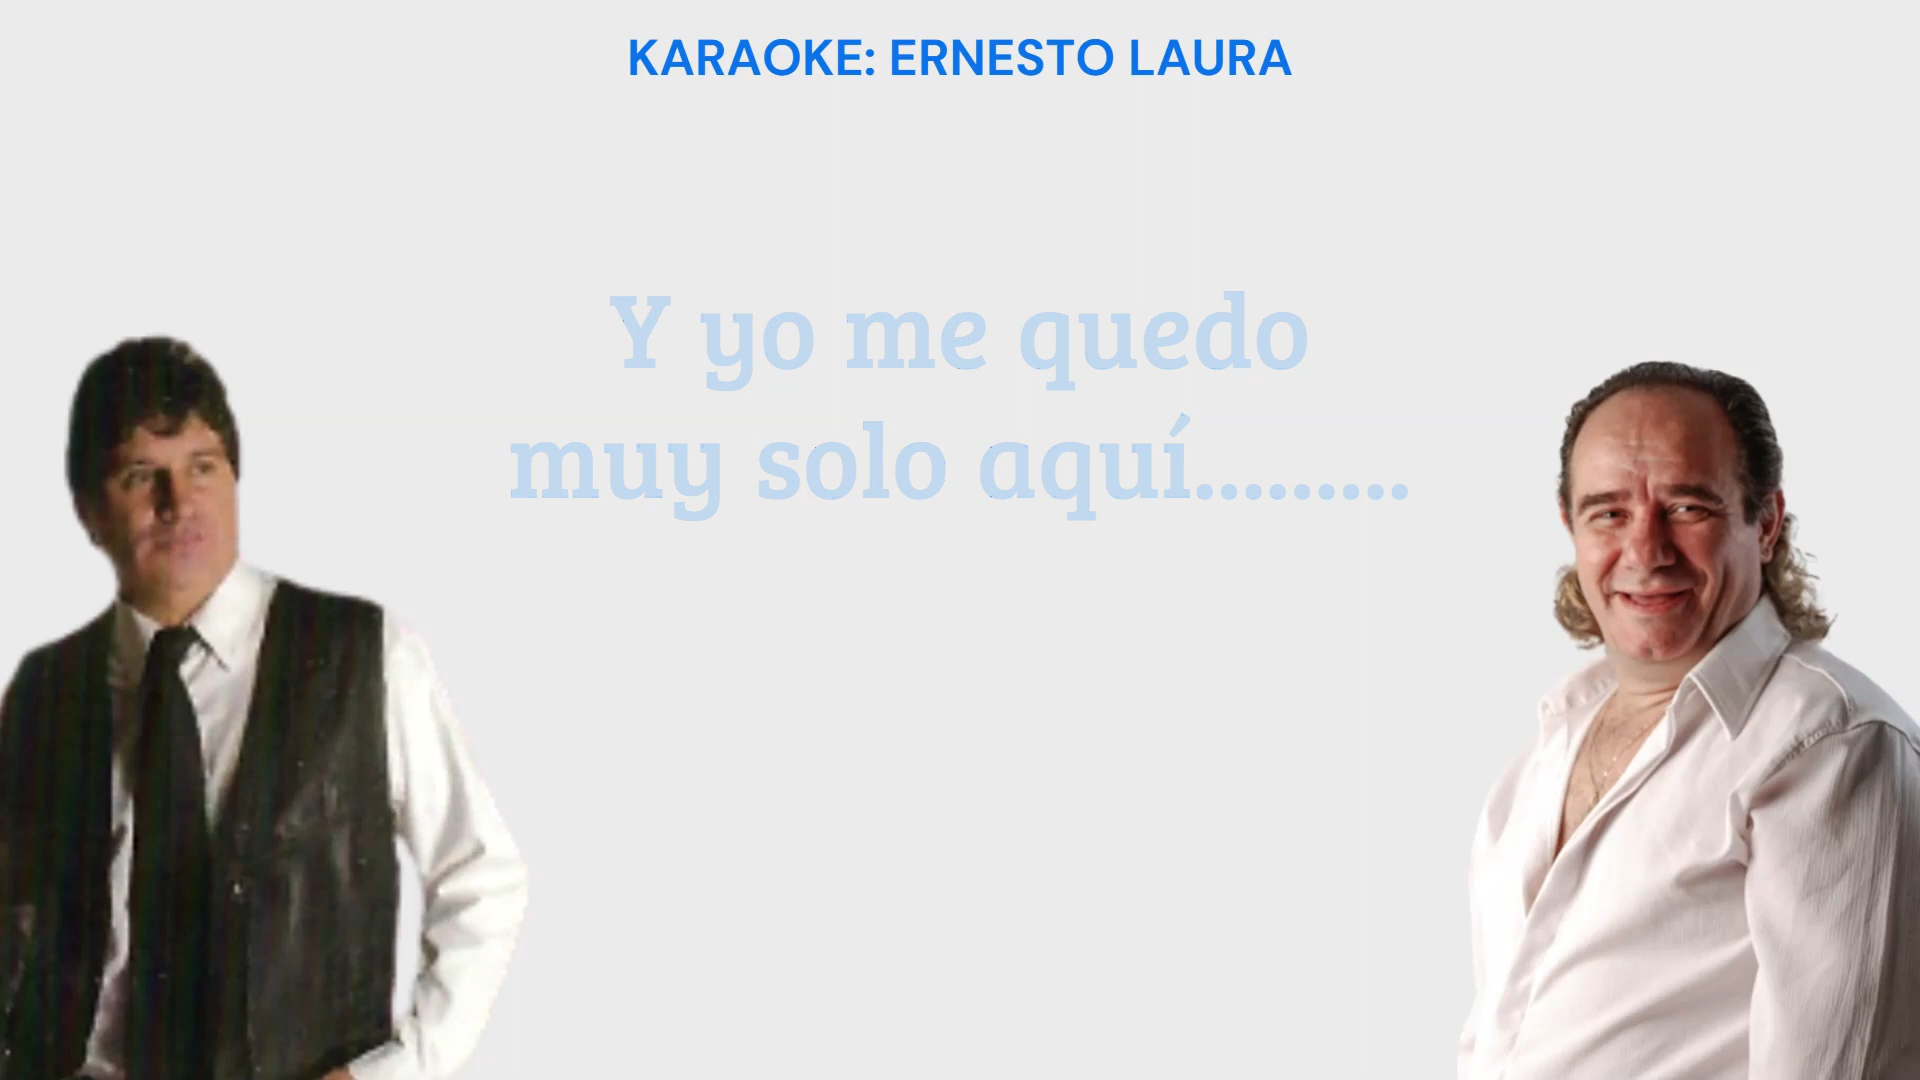 KARAOKE: ERNESTO LAURA
Y yo me quedo
muy solo aquí.........